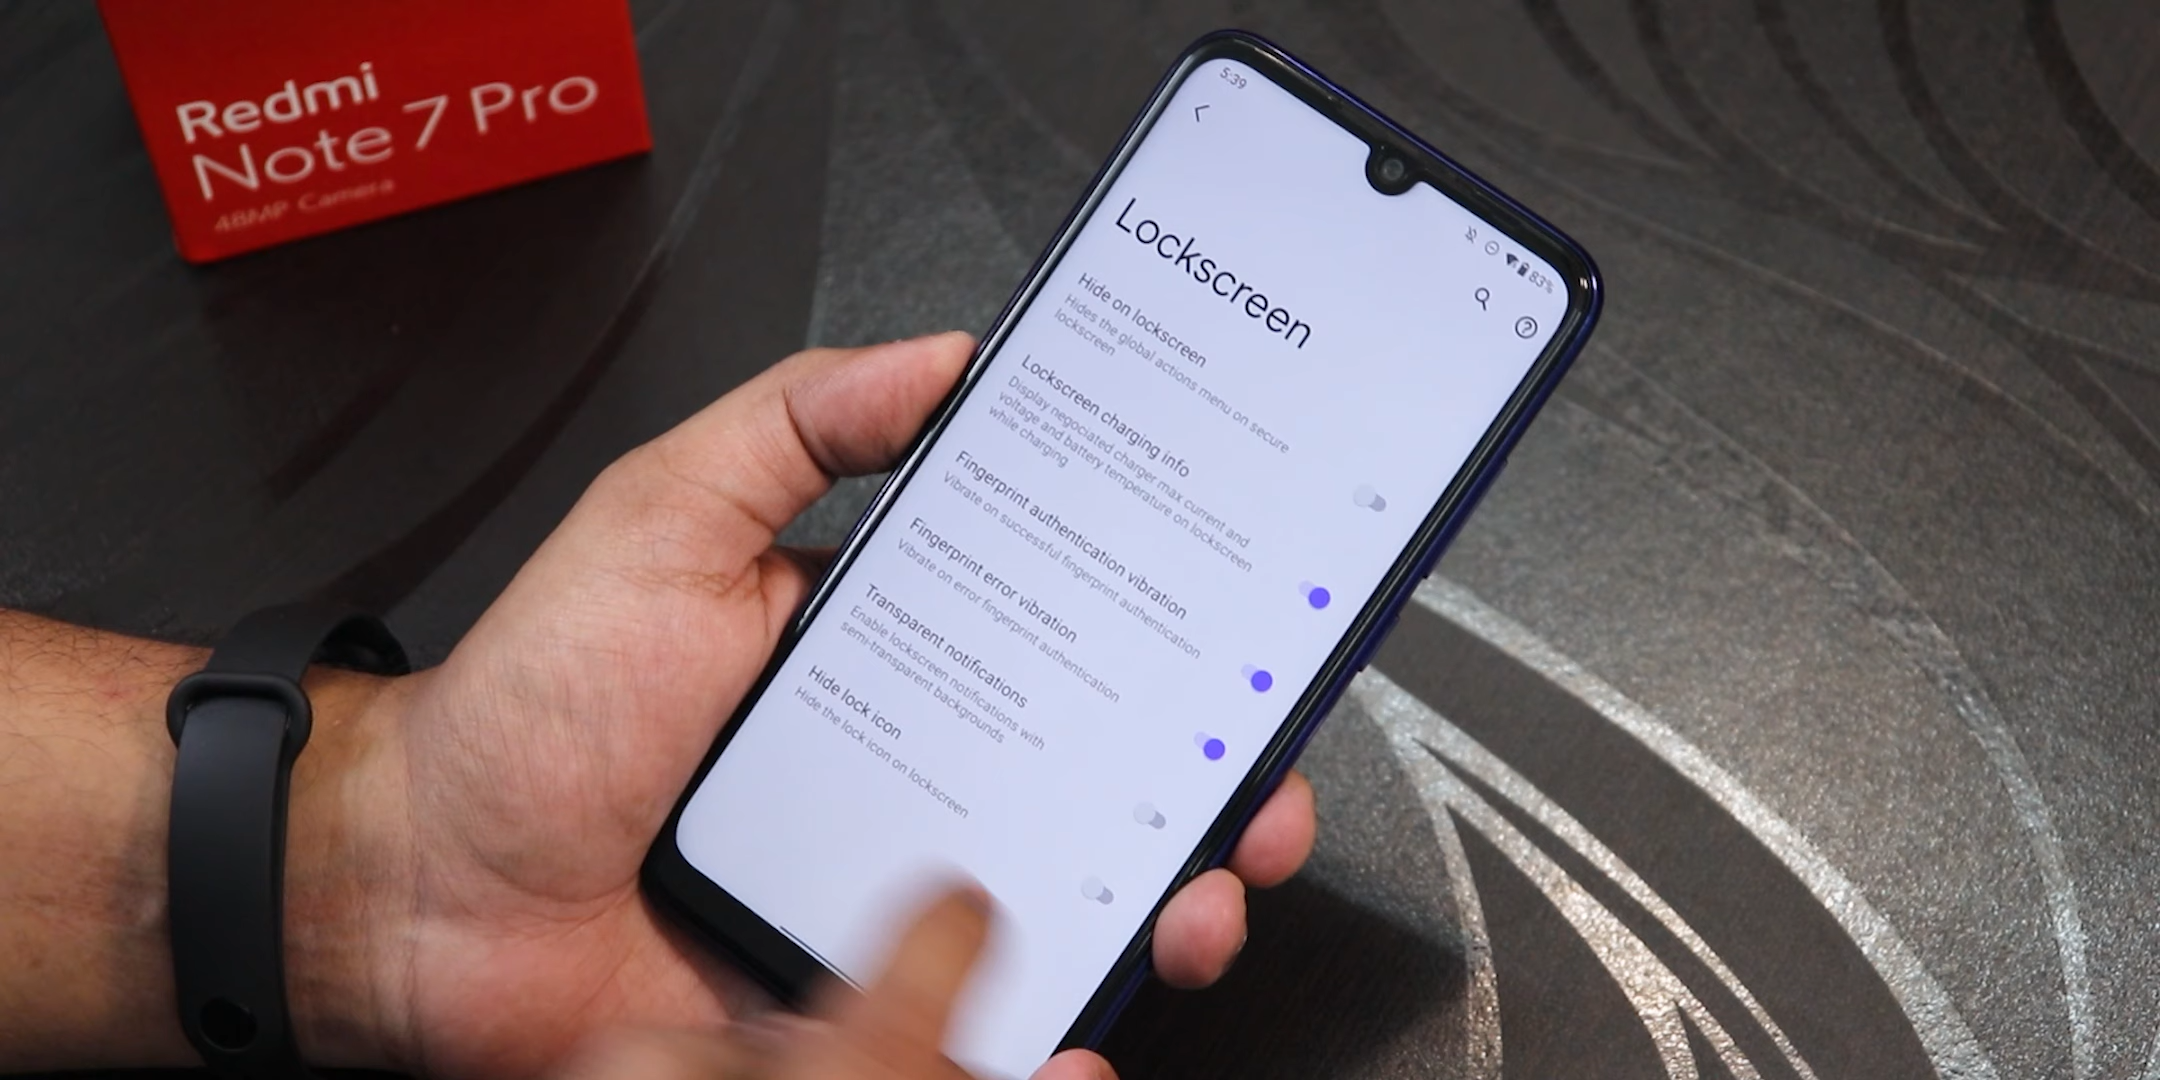 Redmi
Note 7 Pro
48MP Camera
5:39
83%
Lockscreen
Hide on lockscreen
Hides the global actions menu on secure
lockscreen
Lockscreen charging info
Display negociated charger max current and
voltage and battery temperature on lockscreen
while charging
Fingerprint authentication vibration
Vibrate on successful fingerprint authentication
Fingerprint error vibration
Vibrate on error fingerprint authentication
Transparent notifications
Enable lockscreen notifications with
semi-transparent backgrounds
Hide lock icon
Hide the lock icon on lockscreen